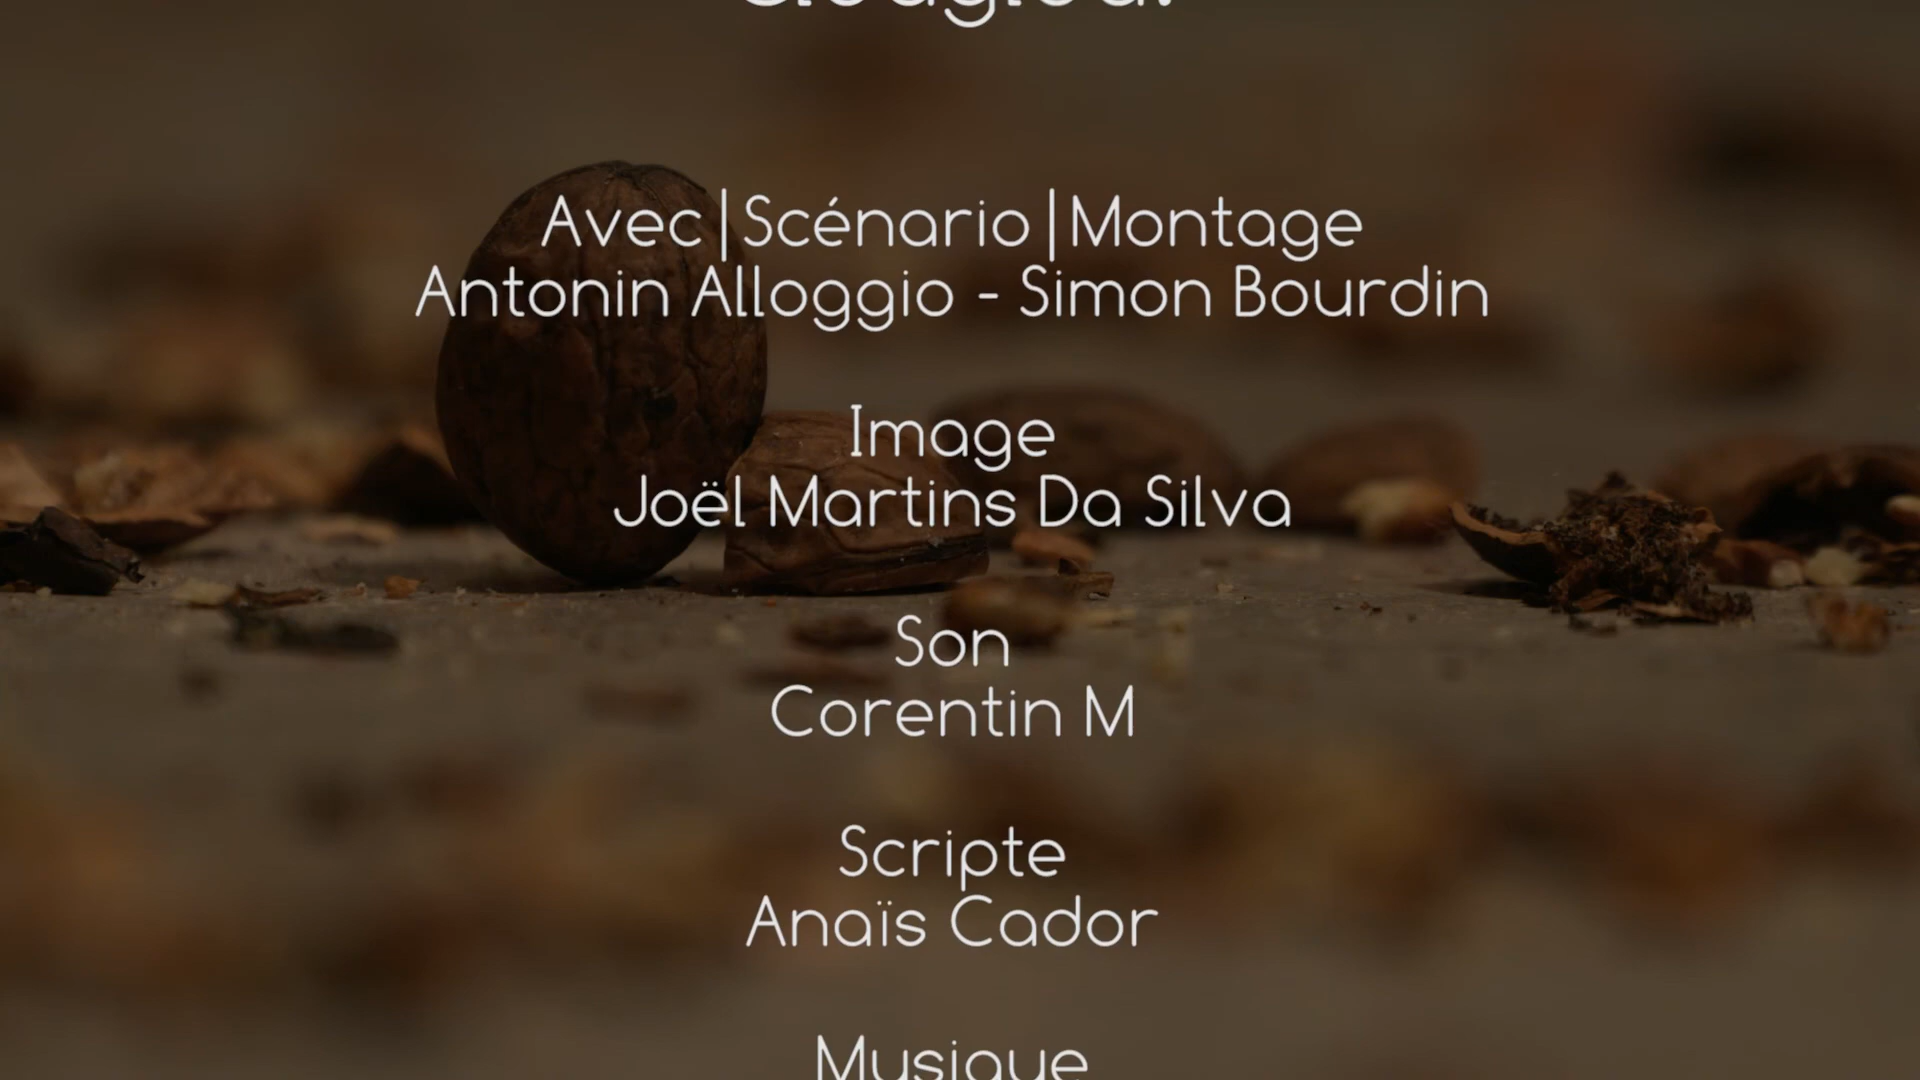 Avec|Scénario|Montage
Antonin Alloggio - Simon Bourdin
Image
Joël Martins Da Silva
Son
Corentin M
Scripte
Anaïs Cador
Musique